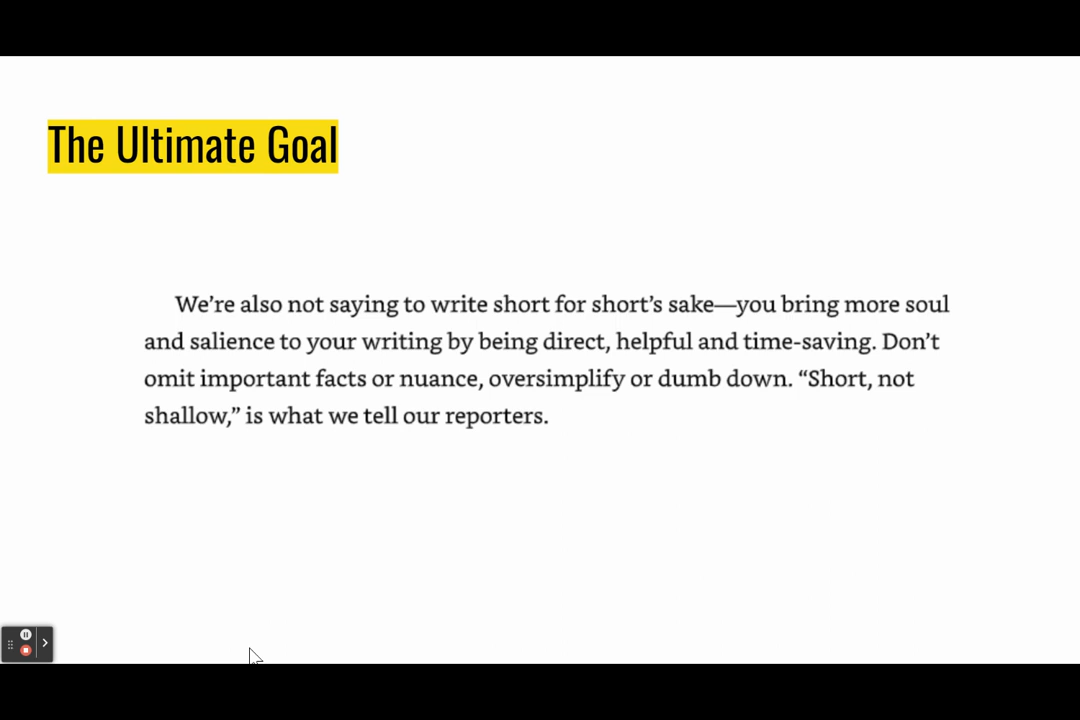 The Ultimate Goal
We’re also not saying to write short for short’s sake—you bring more soul
and salience to your writing by being direct, helpful and time-saving. Don’t
omit important facts or nuance, oversimplify or dumb down. “Short, not
shallow,” is what we tell our reporters.